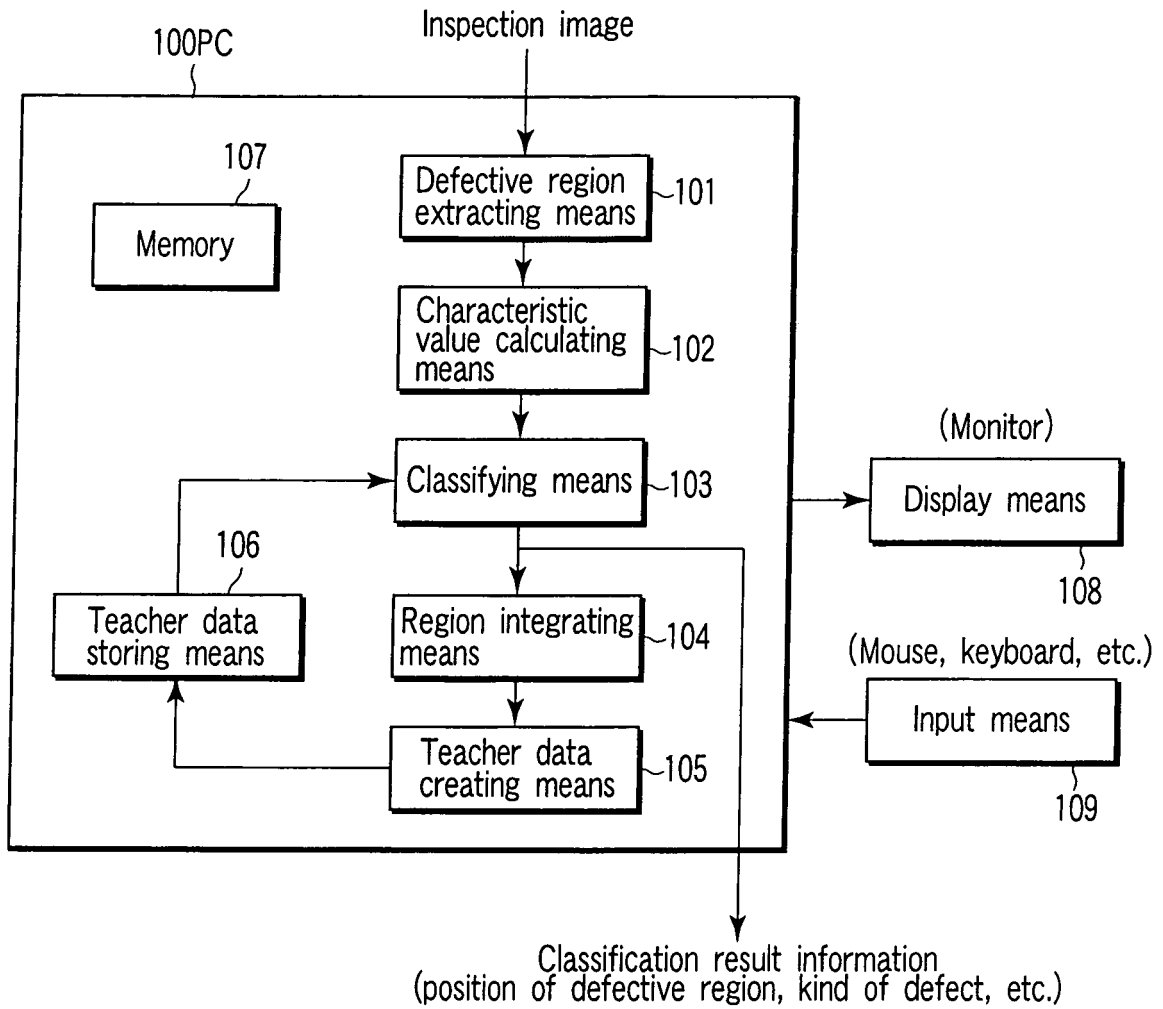 Inspection image
100PC
107
Memory
Defective region
extracting means
101
Characteristic
value calculating
means
102
Classifying means
103
(Monitor)
Display means
108
106
Teacher data
storing means
Region integrating
means
104
(Mouse, keyboard, etc.)
Input means
109
Teacher data
creating means
105
Classification result information
(position of defective region, kind of defect, etc.)